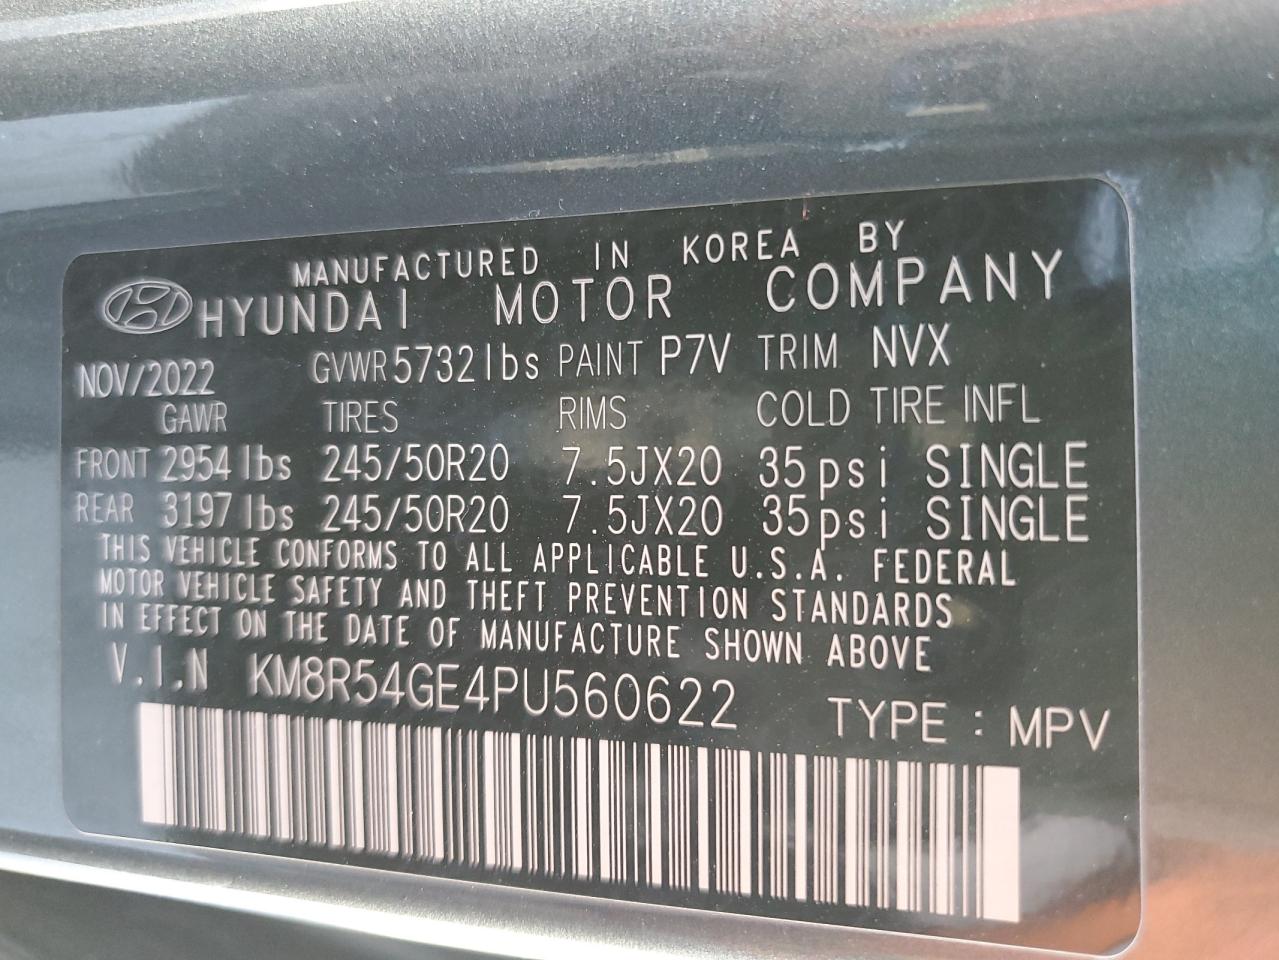 MANUFACTURED IN KOREA BY
HYUNDAI MOTOR COMPANY
NOV/2022 GVWR 5732 lbs PAINT P7V TRIM NVX
GAWR TIRES RIMS COLD TIRE INFL
FRONT 2954 lbs 245/50R20 7.5JX20 35psi SINGLE
REAR 3197 lbs 245/50R20 7.5JX20 35psi SINGLE
THIS VEHICLE CONFORMS TO ALL APPLICABLE U.S.A. FEDERAL
MOTOR VEHICLE SAFETY AND THEFT PREVENTION STANDARDS
IN EFFECT ON THE DATE OF MANUFACTURE SHOWN ABOVE
V.I.N KM8R54GE4PU560622 TYPE : MPV